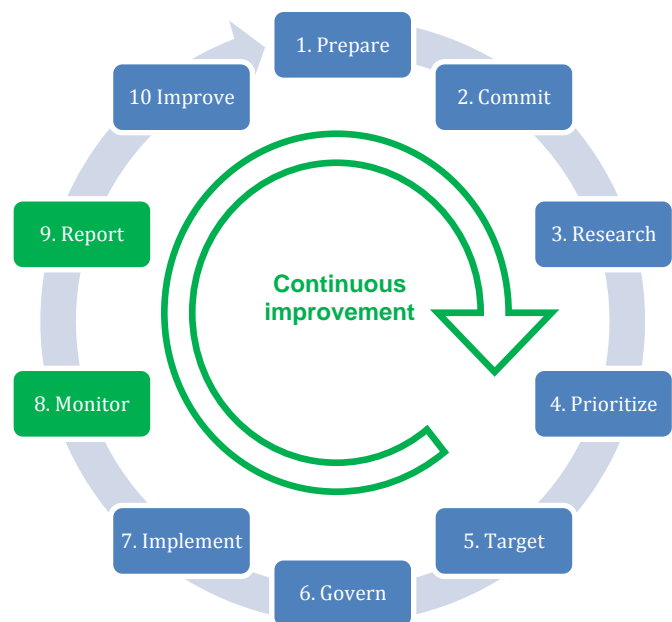 1. Prepare
2. Commit
3. Research
4. Prioritize
5. Target
6. Govern
7. Implement
8. Monitor
9. Report
10 Improve
Continuous
improvement